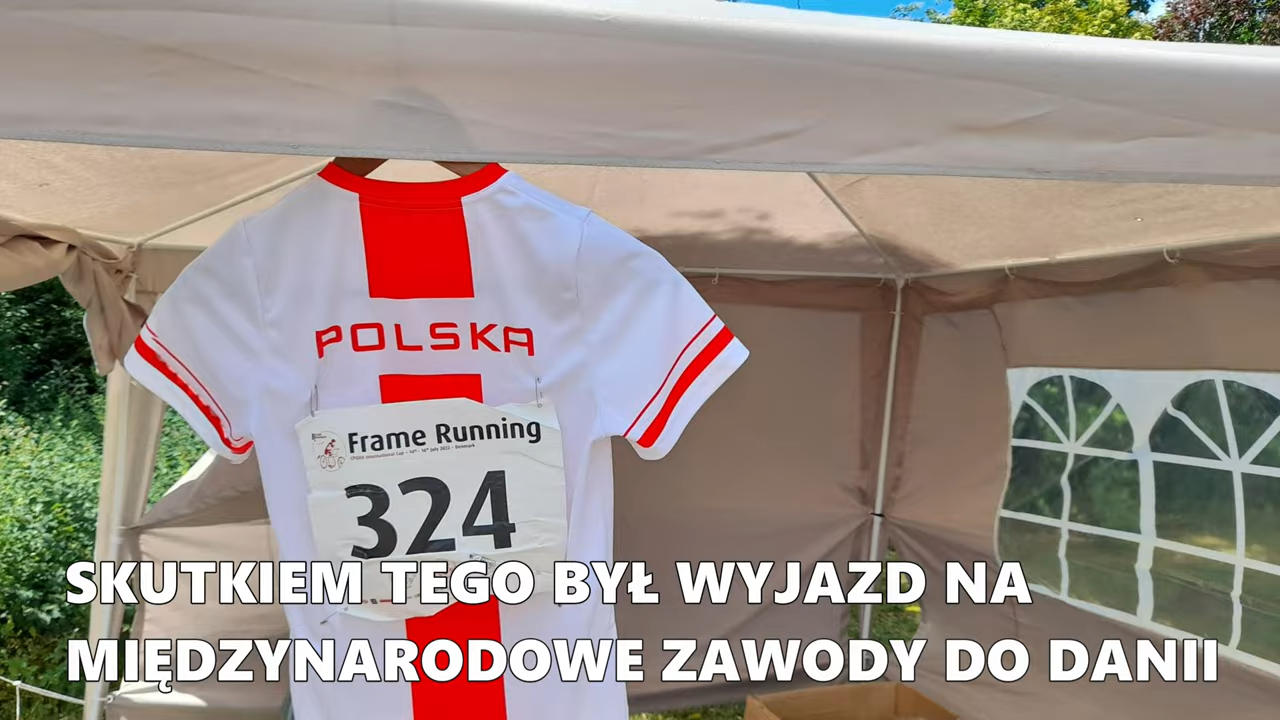 POLSKA
Frame Running
324
SKUTKIEM TEGO BYŁ WYJAZD NA
MIĘDZYNARODOWE ZAWODY DO DANII